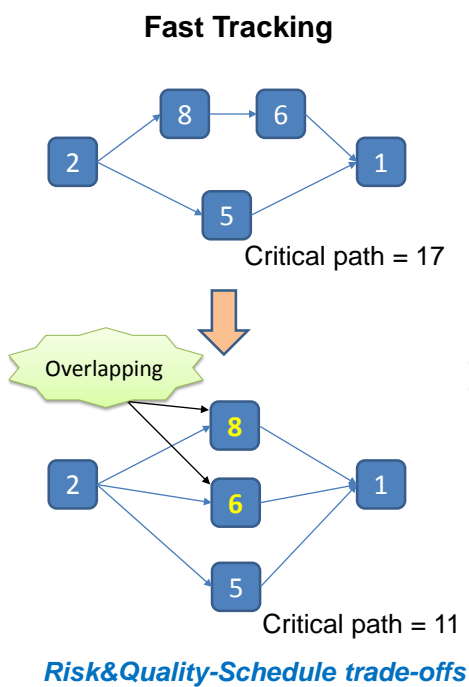 Fast Tracking
8
6
2
1
5
Critical path = 17
Overlapping
8
2
1
6
5
Critical path = 11
Risk&Quality-Schedule trade-offs